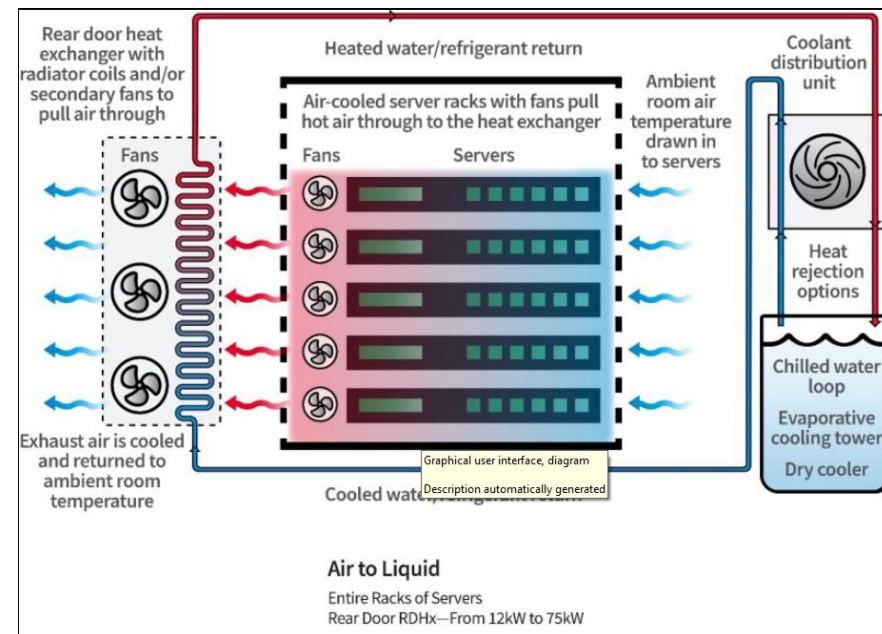 Rear door heat
exchanger with
radiator coils and/or
secondary fans to
pull air through
Heated water/refrigerant return
Coolant
distribution
unit
Air-cooled server racks with fans pull
hot air through to the heat exchanger
Ambient
room air
temperature
drawn in
to servers
Fans
Fans
Servers
Heat
rejection
options
Chilled water
loop
Evaporative
cooling tower
Dry cooler
Exhaust air is cooled
and returned to
ambient room
temperature
Graphical user interface, diagram
Description automatically generated
Cooled water/refrigerant return
Air to Liquid
Entire Racks of Servers
Rear Door RDHx—From 12kW to 75kW